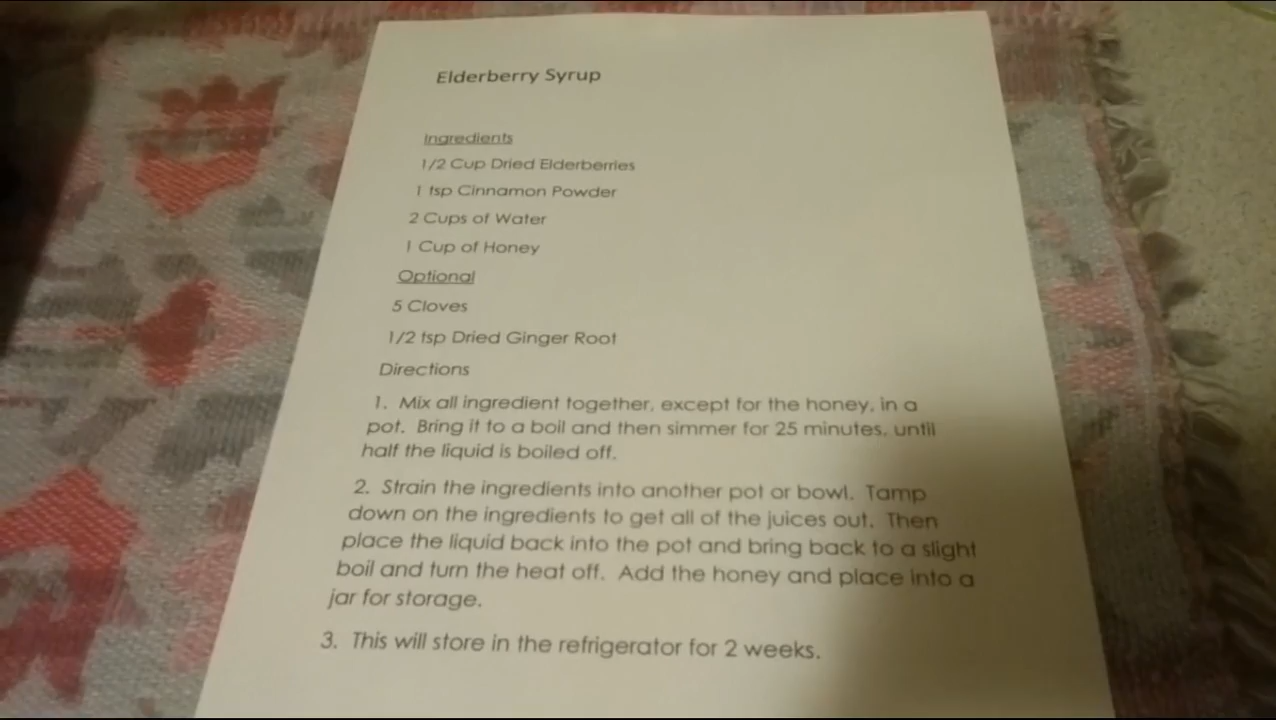 Elderberry Syrup
Ingredients
1/2 Cup Dried Elderberries
1 tsp Cinnamon Powder
2 Cups of Water
1 Cup of Honey
Optional
5 Cloves
1/2 tsp Dried Ginger Root
Directions
1. Mix all ingredient together, except for the honey, in a
pot. Bring it to a boil and then simmer for 25 minutes, until
half the liquid is boiled off.
2. Strain the ingredients into another pot or bowl. Tamp
down on the ingredients to get all of the juices out. Then
place the liquid back into the pot and bring back to a slight
boil and turn the heat off. Add the honey and place into a
jar for storage.
3. This will store in the refrigerator for 2 weeks.